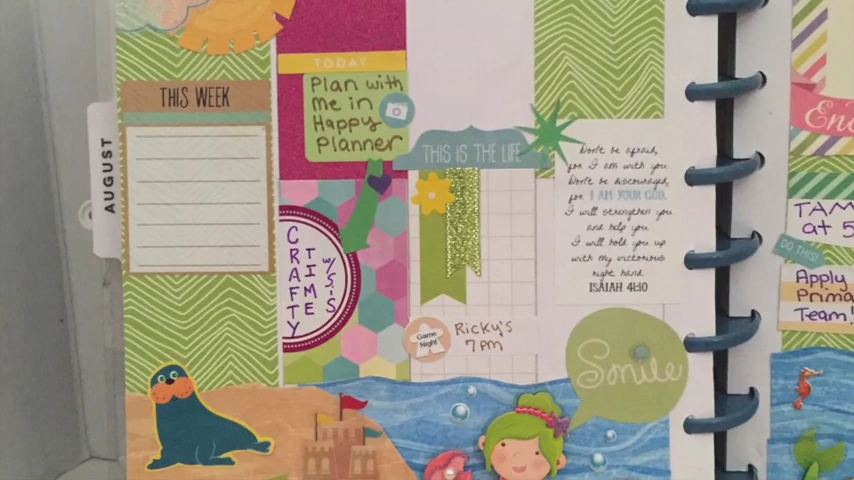 AUGUST
THIS WEEK
TODAY
Plan with
me in
Happy
Planner
CRAFTY
TIME
w/SiS
THIS IS THE LIFE
Game
Night
Ricky's
7pm
Don't be afraid,
for I am with you.
Don't be discouraged,
for I AM YOUR GOD.
I will strengthen you
and help you.
I will hold you up
with my victorious
right hand.
ISAIAH 41:10
Smile
TAM
at 5
DO THIS!
Apply
Prima
Team!